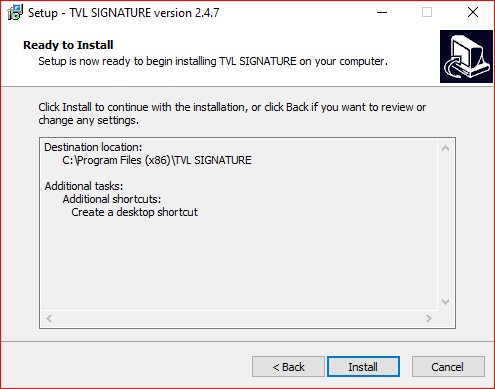 Setup - TVL SIGNATURE version 2.4.7
Ready to Install
Setup is now ready to begin installing TVL SIGNATURE on your computer.
Click Install to continue with the installation, or click Back if you want to review or
change any settings.
Destination location:
C:\Program Files (x86)\TVL SIGNATURE
Additional tasks:
Additional shortcuts:
Create a desktop shortcut
< Back
Install
Cancel